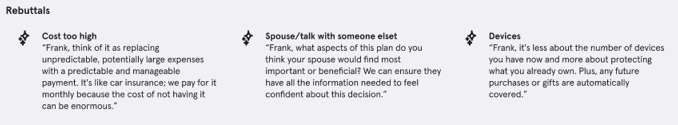 Rebuttals
Cost too high
“Frank, think of it as replacing
unpredictable, potentially large expenses
with a predictable and manageable
payment. It's like car insurance; we pay for it
monthly because the cost of not having it
can be enormous.”
Spouse/talk with someone elset
“Frank, what aspects of this plan do you
think your spouse would find most
important or beneficial? We can ensure they
have all the information needed to feel
confident about this decision.”
Devices
“Frank, it's less about the number of devices
you have now and more about protecting
what you already own. Plus, any future
purchases or gifts are automatically
covered.”